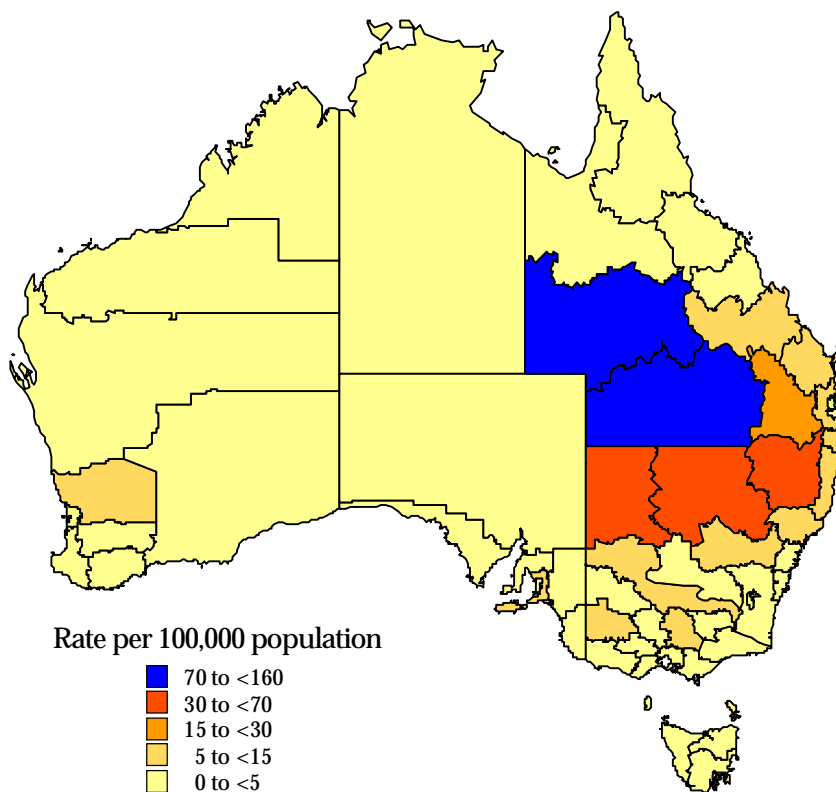 Rate per 100,000 population
70 to <160
30 to <70
15 to <30
5 to <15
0 to <5